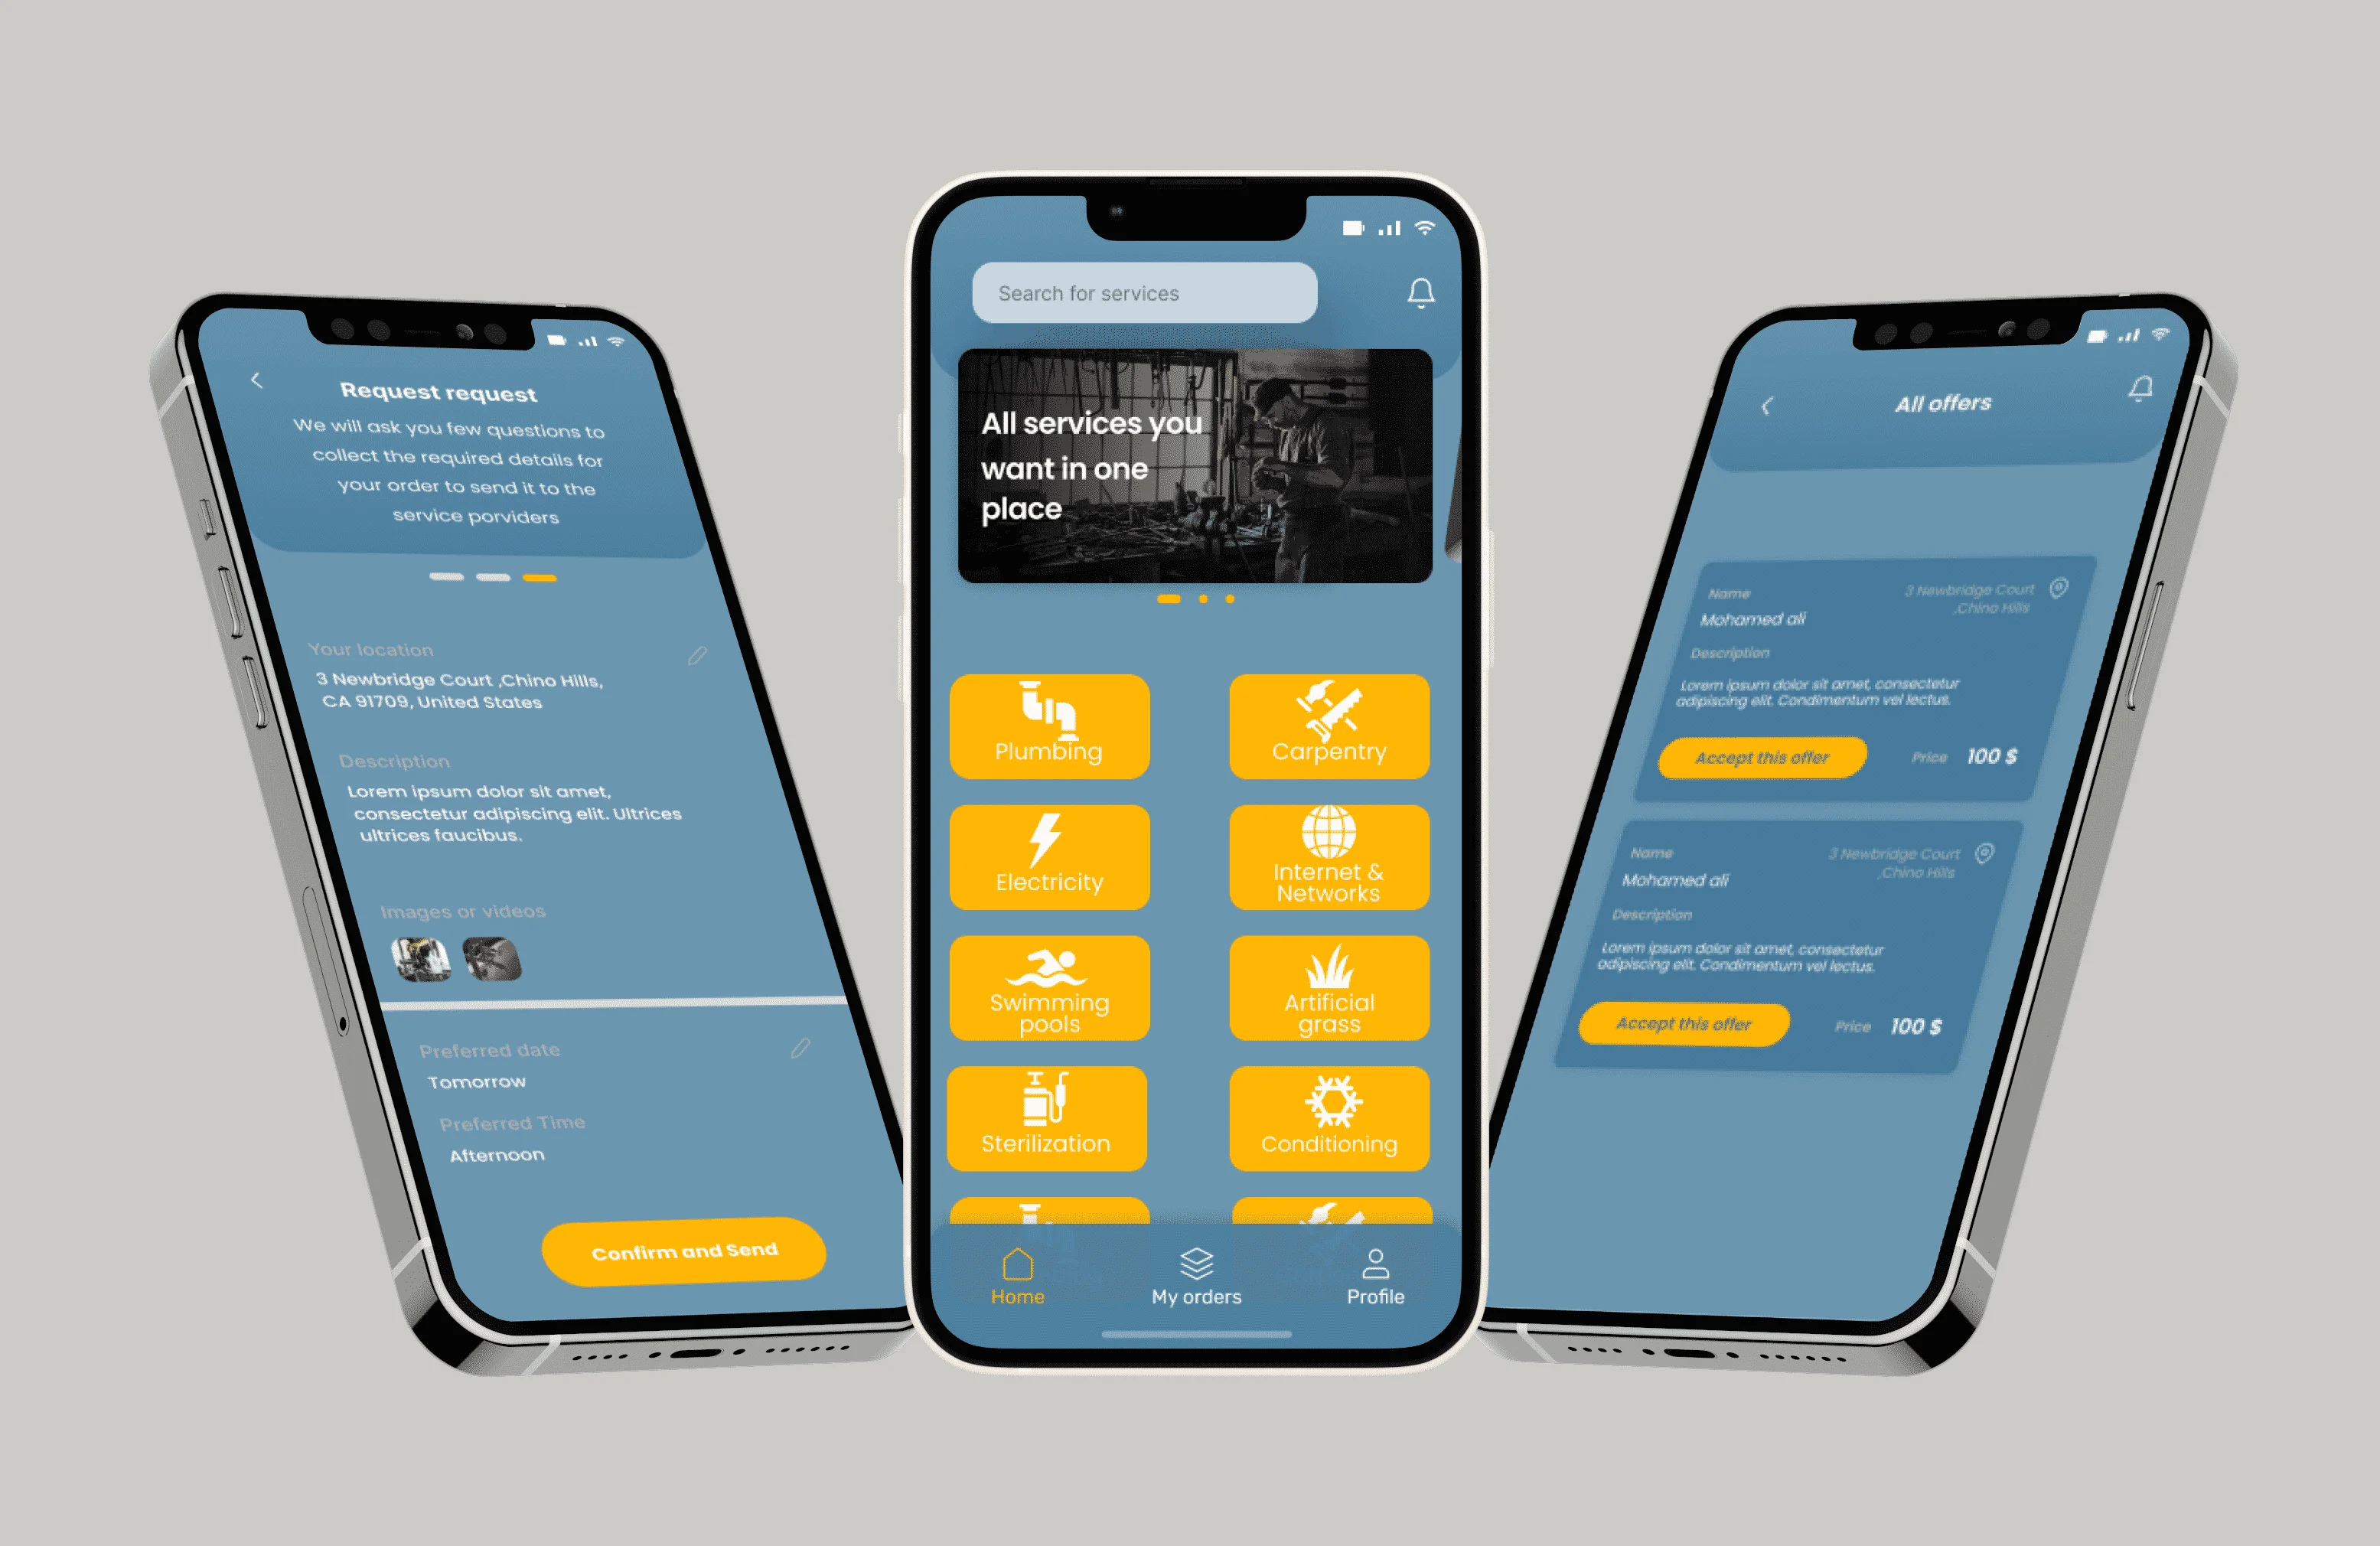 Request request
We will ask you few questions to
collect the required details for
your order to send it to the
service porviders
Your location
3 Newbridge Court ,Chino Hills,
CA 91709, United States
Description
Lorem ipsum dolor sit amet,
consectetur adipiscing elit. Ultrices
ultrices faucibus.
Images or videos
Preferred date
Tomorrow
Preferred Time
Afternoon
Confirm and Send
Search for services
All services you
want in one
place
Plumbing
Carpentry
Electricity
Internet &
Networks
Swimming
pools
Artificial
grass
Sterilization
Conditioning
Home
My orders
Profile
All offers
Name
3 Newbridge Court
,Chino Hills
Mohamed ali
Description
Lorem ipsum dolor sit amet, consectetur
adipiscing elit. Condimentum vel lectus.
Accept this offer
Price 100 $
Name
3 Newbridge Court
,Chino Hills
Mohamed ali
Description
Lorem ipsum dolor sit amet, consectetur
adipiscing elit. Condimentum vel lectus.
Accept this offer
Price 100 $